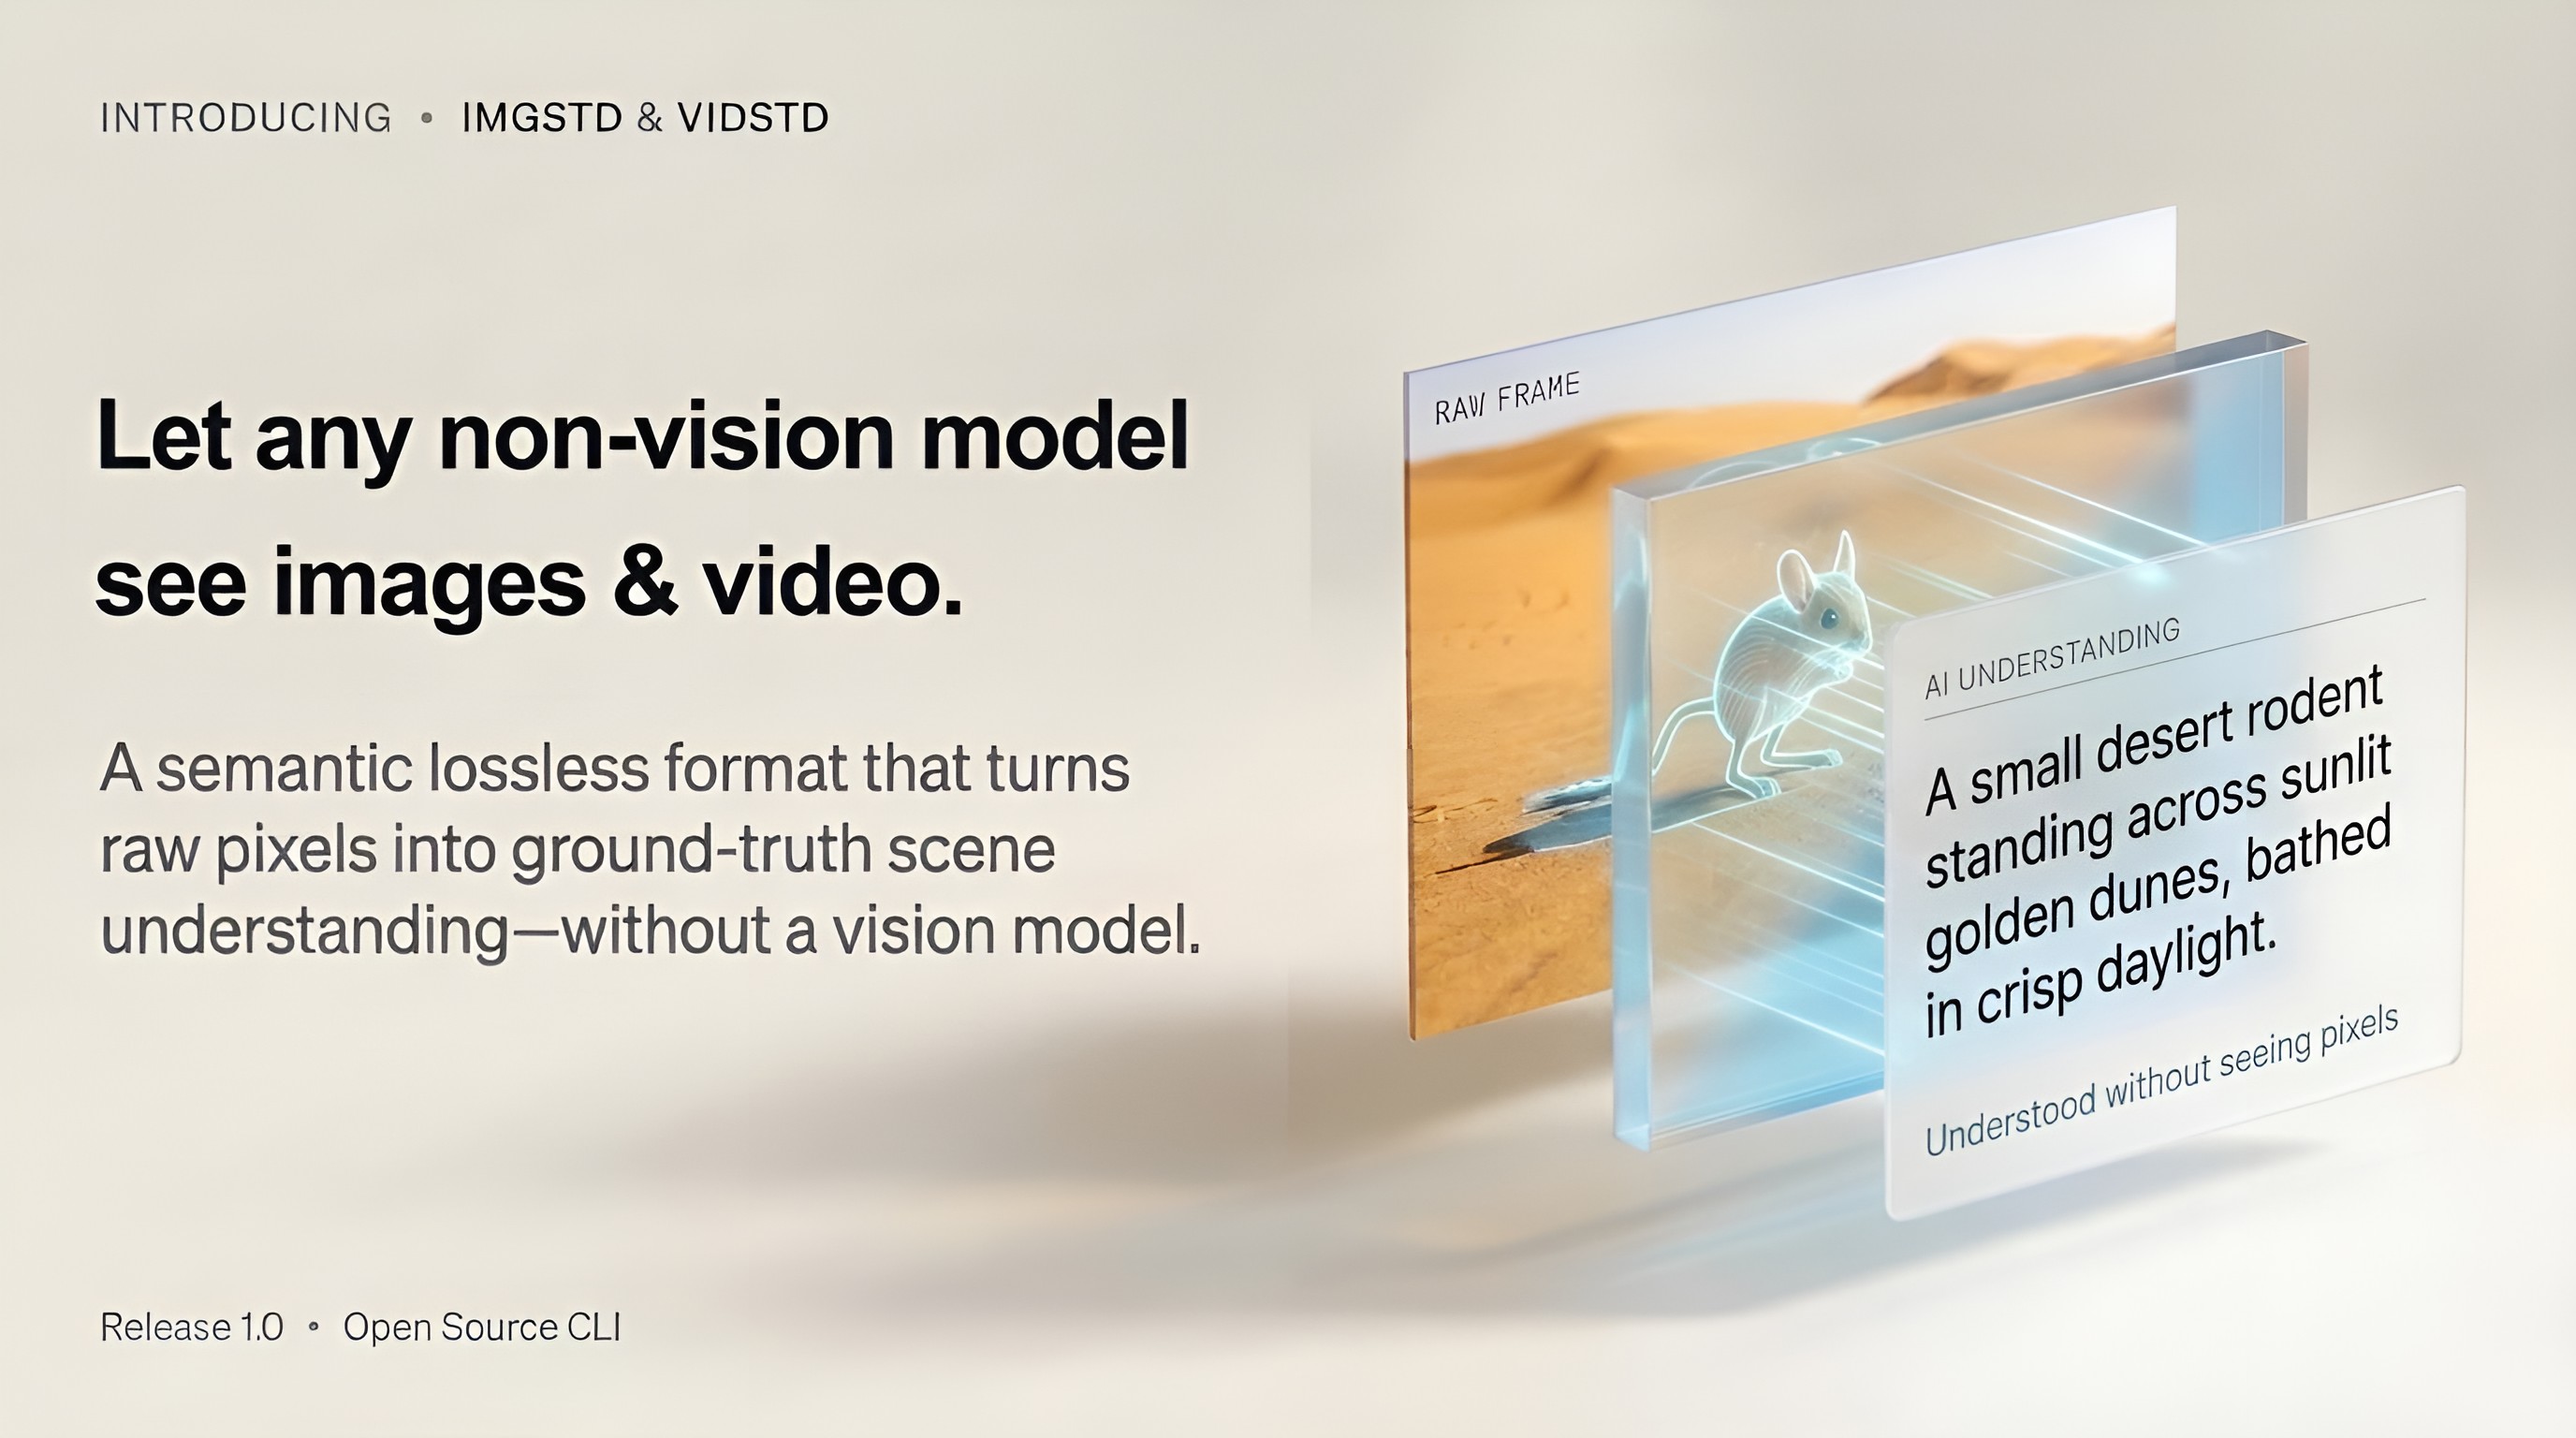 INTRODUCING • IMGSTD & VIDSTD
Let any non-vision model
see images & video.
A semantic lossless format that turns
raw pixels into ground-truth scene
understanding—without a vision model.
Release 1.0 • Open Source CLI
RAW FRAME
AI UNDERSTANDING
A small desert rodent
standing across sunlit
golden dunes, bathed
in crisp daylight.
Understood without seeing pixels